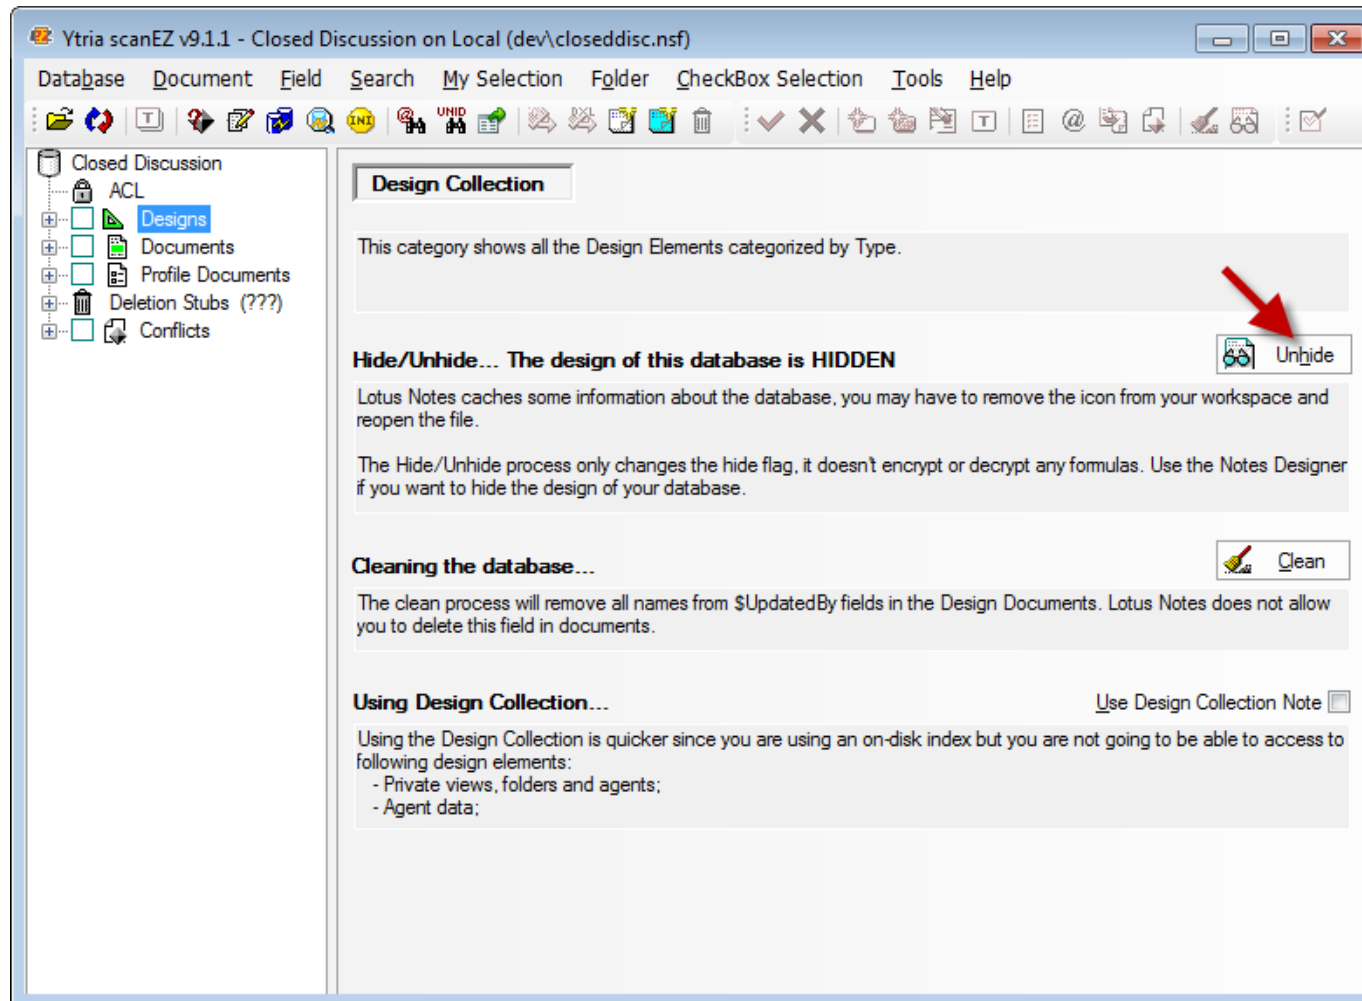 Ytria scanEZ v9.1.1 - Closed Discussion on Local (dev\closeddisc.nsf)
Database Document Field Search My Selection Folder CheckBox Selection Tools Help
T INI @ UNID T @
Closed Discussion
ACL
Designs
Documents
Profile Documents
Deletion Stubs (???)
Conflicts
Design Collection
This category shows all the Design Elements categorized by Type.
Hide/Unhide... The design of this database is HIDDEN
Unhide
Lotus Notes caches some information about the database, you may have to remove the icon from your workspace and
reopen the file.
The Hide/Unhide process only changes the hide flag, it doesn't encrypt or decrypt any formulas. Use the Notes Designer
if you want to hide the design of your database.
Cleaning the database...
Clean
The clean process will remove all names from $UpdatedBy fields in the Design Documents. Lotus Notes does not allow
you to delete this field in documents.
Using Design Collection...
Use Design Collection Note
Using the Design Collection is quicker since you are using an on-disk index but you are not going to be able to access to
following design elements:
- Private views, folders and agents;
- Agent data;